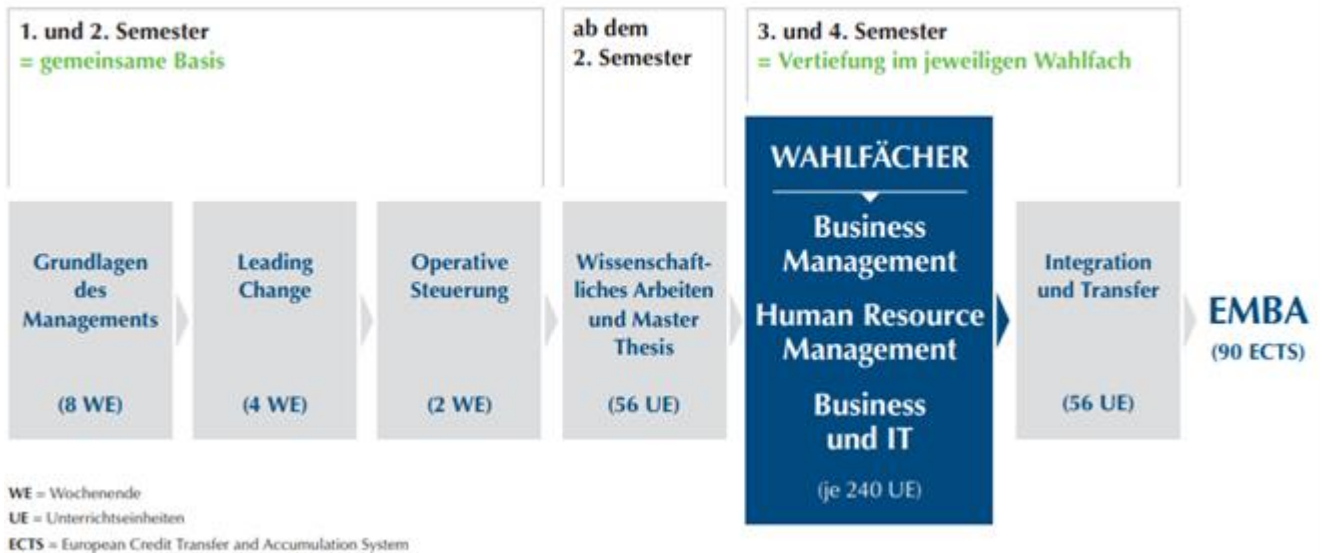 1. und 2. Semester
= gemeinsame Basis
ab dem
2. Semester
3. und 4. Semester
= Vertiefung im jeweiligen Wahlfach
Grundlagen
des
Managements
(8 WE)
Leading
Change
(4 WE)
Operative
Steuerung
(2 WE)
Wissenschaft-
liches Arbeiten
und Master
Thesis
(56 UE)
WAHLFÄCHER
Business
Management
Human Resource
Management
Business
und IT
(je 240 UE)
Integration
und Transfer
(56 UE)
EMBA
(90 ECTS)
WE = Wochenende
UE = Unterrichtseinheiten
ECTS = European Credit Transfer and Accumulation System